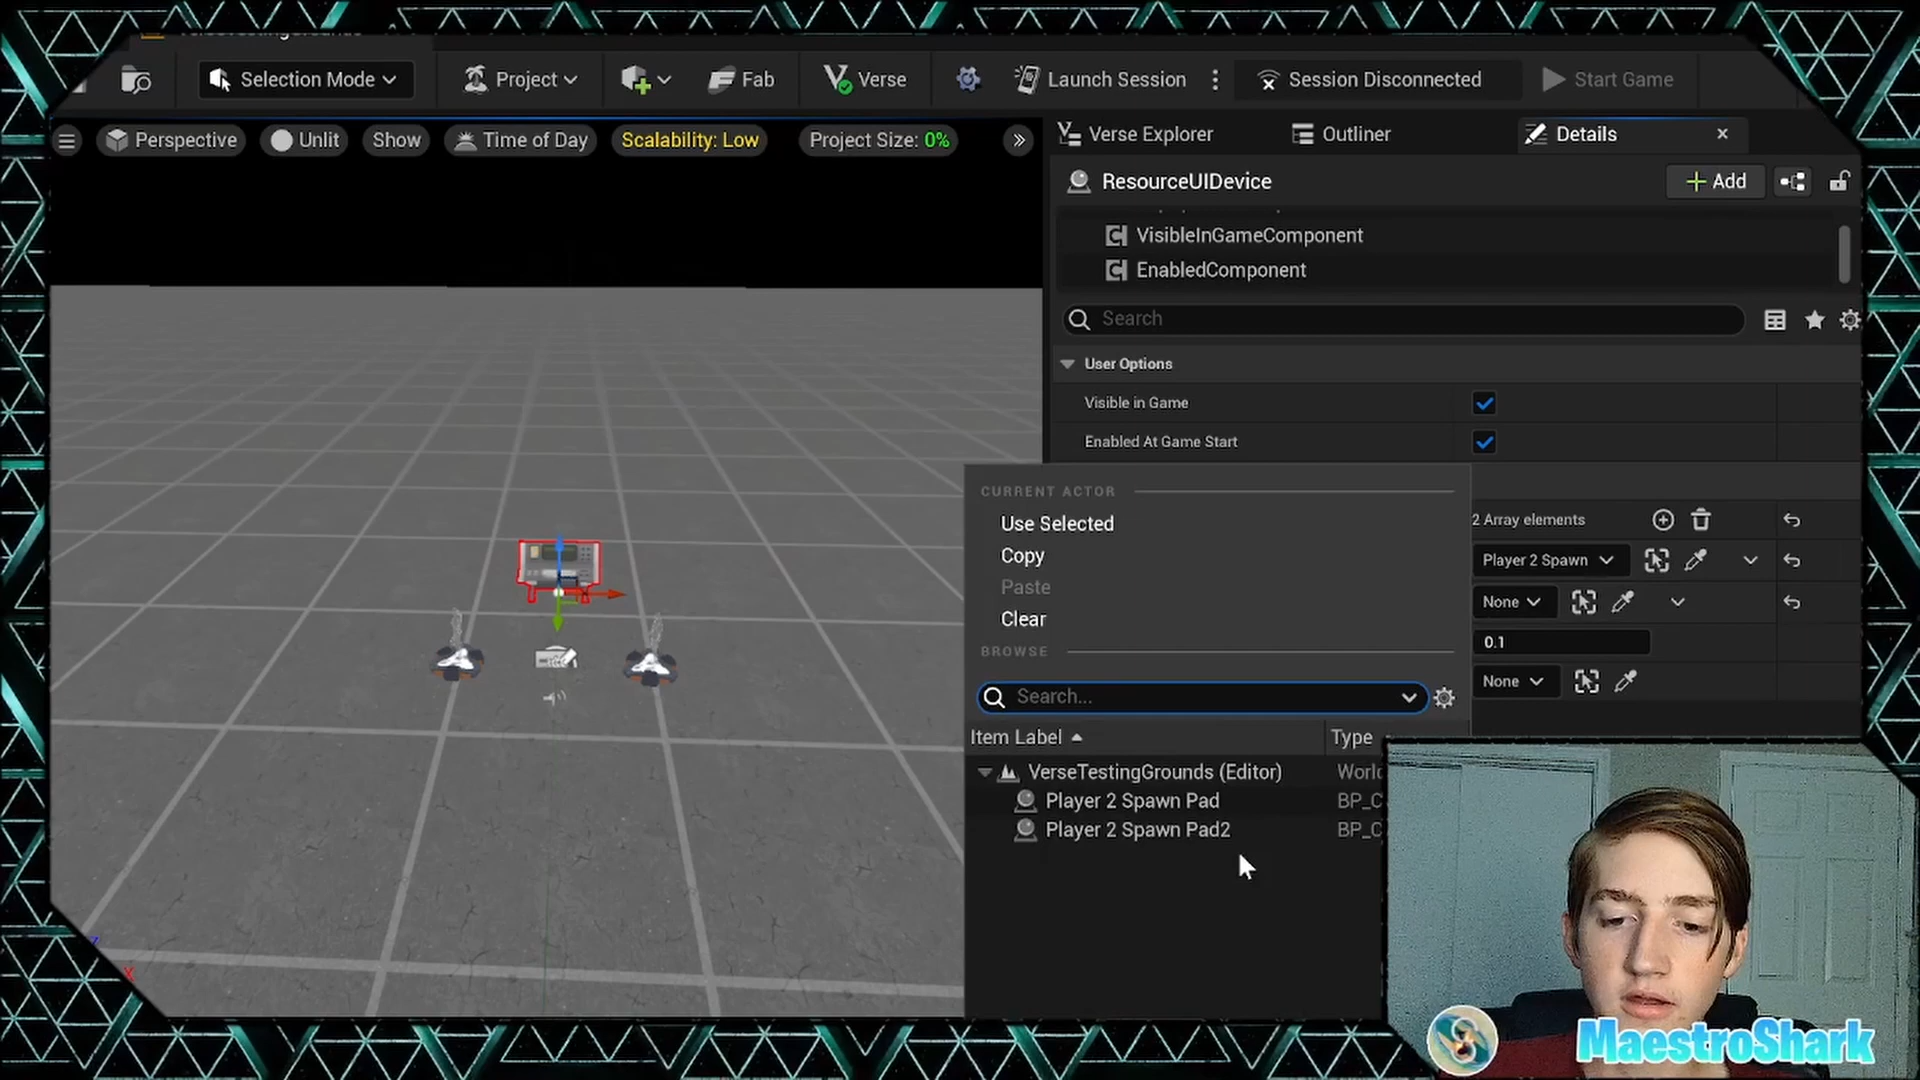 Selection Mode
Project
Fab
Verse
Launch Session
Session Disconnected
Start Game
Perspective
Unlit
Show
Time of Day
Scalability: Low
Project Size: 0%
Verse Explorer
Outliner
Details
ResourceUIDevice
Add
VisibleInGameComponent
EnabledComponent
Search
User Options
Visible in Game
Enabled At Game Start
CURRENT ACTOR
Use Selected
Copy
Paste
Clear
BROWSE
Search...
Item Label
Type
VerseTestingGrounds (Editor)
World
Player 2 Spawn Pad
BP_C
Player 2 Spawn Pad2
BP_C
2 Array elements
Player 2 Spawn
None
0.1
None
X
MaestroShark